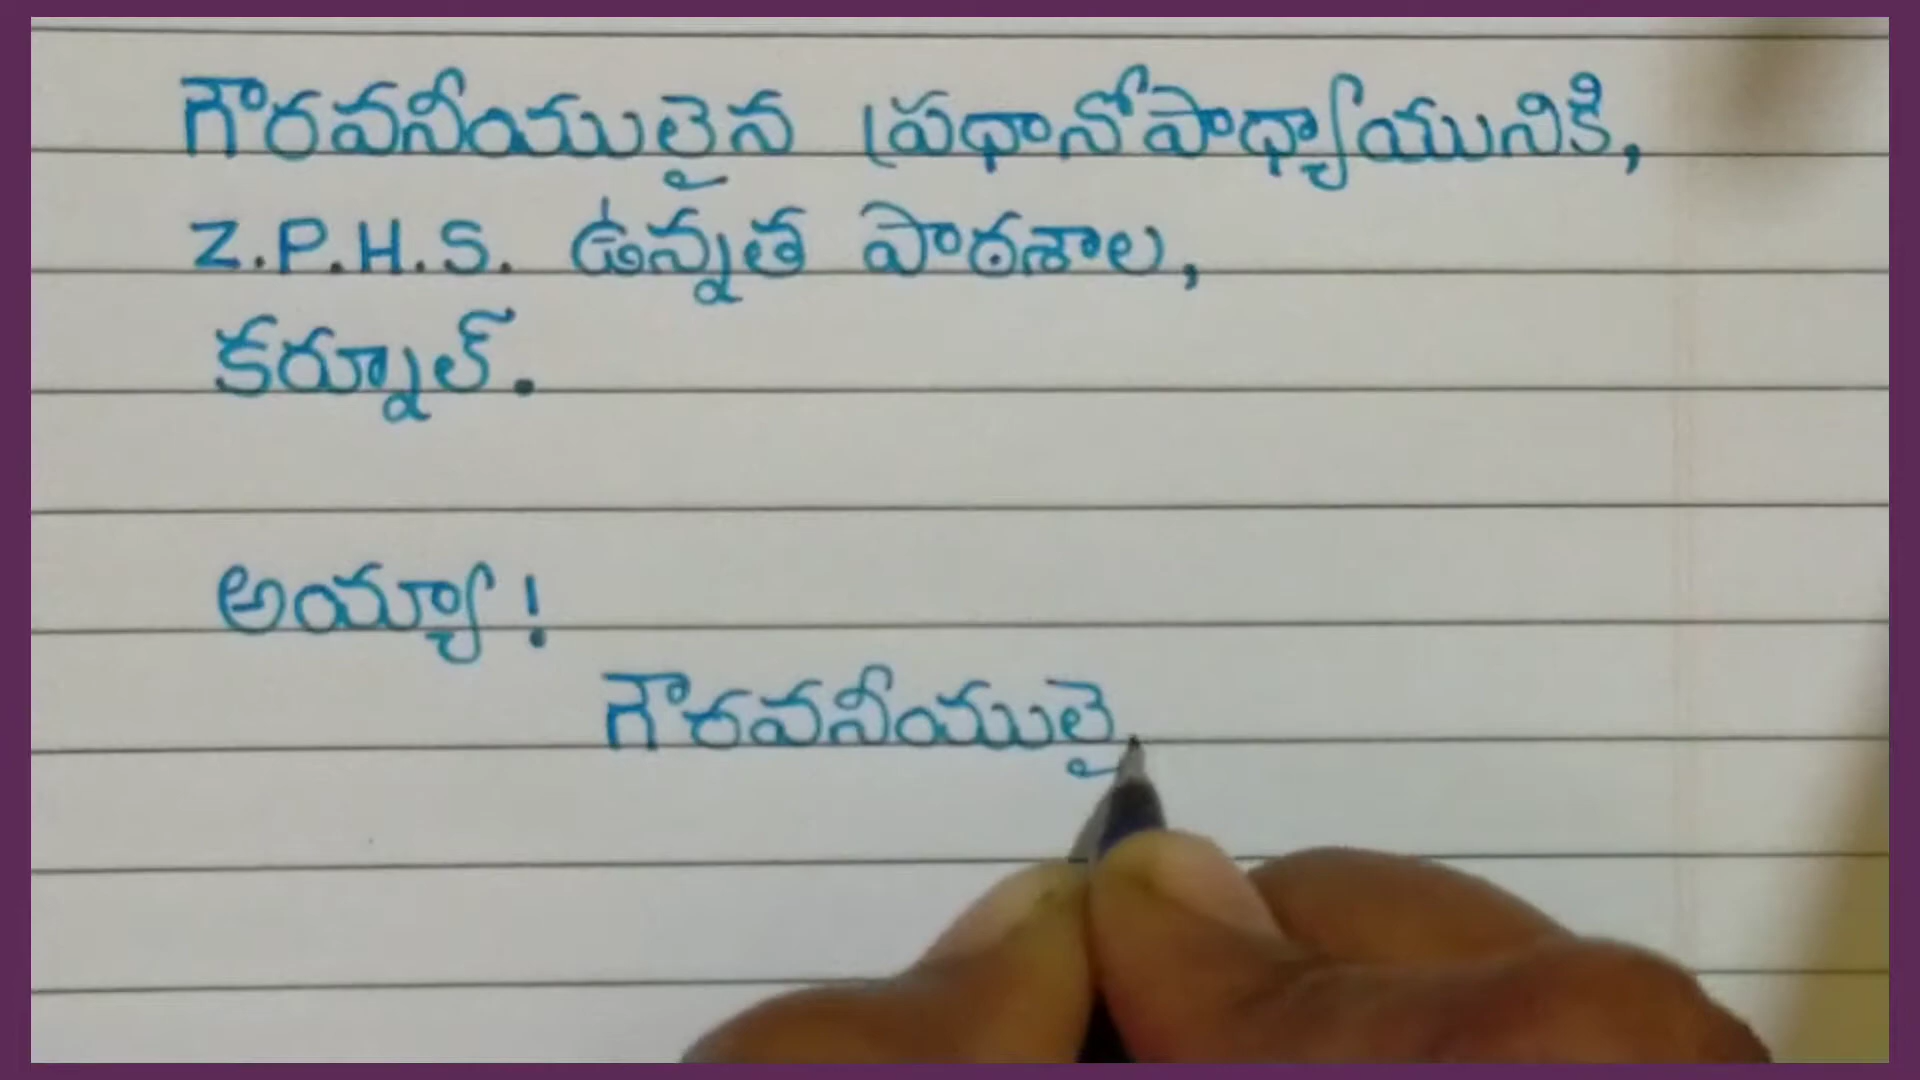 గౌరవనీయులైన ప్రధానోపాధ్యాయునికి,
Z.P.H.S. ఉన్నత పాఠశాల,
కర్నూల్.
అయ్యా!
గౌరవనీయులై